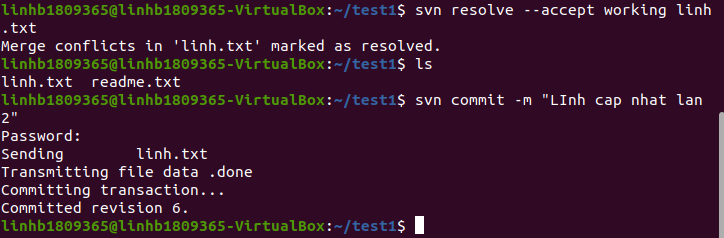 linhb1809365@linhb1809365-VirtualBox:~/test1$ svn resolve --accept working linh
.txt
Merge conflicts in 'linh.txt' marked as resolved.
linhb1809365@linhb1809365-VirtualBox:~/test1$ ls
linh.txt  readme.txt
linhb1809365@linhb1809365-VirtualBox:~/test1$ svn commit -m "LInh cap nhat lan
2"
Password:
Sending        linh.txt
Transmitting file data .done
Committing transaction...
Committed revision 6.
linhb1809365@linhb1809365-VirtualBox:~/test1$